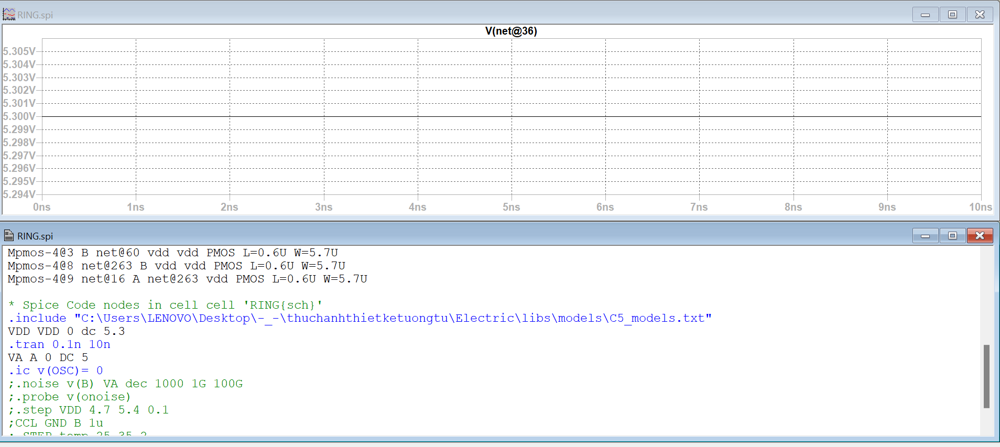 RING.spi
V(net@36)
5.305V
5.304V
5.303V
5.302V
5.301V
5.300V
5.299V
5.298V
5.297V
5.296V
5.295V
5.294V
0ns 1ns 2ns 3ns 4ns 5ns 6ns 7ns 8ns 9ns 10ns
RING.spi
Mpmos-4@3 B net@60 vdd vdd PMOS L=0.6U W=5.7U
Mpmos-4@8 net@263 B vdd vdd PMOS L=0.6U W=5.7U
Mpmos-4@9 net@16 A net@263 vdd PMOS L=0.6U W=5.7U
* Spice Code nodes in cell cell 'RING{sch}'
.include "C:\Users\LENOVO\Desktop\-_-\thuchanhthietketuongtu\Electric\libs\models\C5_models.txt"
VDD VDD 0 dc 5.3
.tran 0.1n 10n
VA A 0 DC 5
.ic v(OSC)= 0
;.noise v(B) VA dec 1000 1G 100G
;.probe v(onoise)
;.step VDD 4.7 5.4 0.1
;CCL GND B 1u